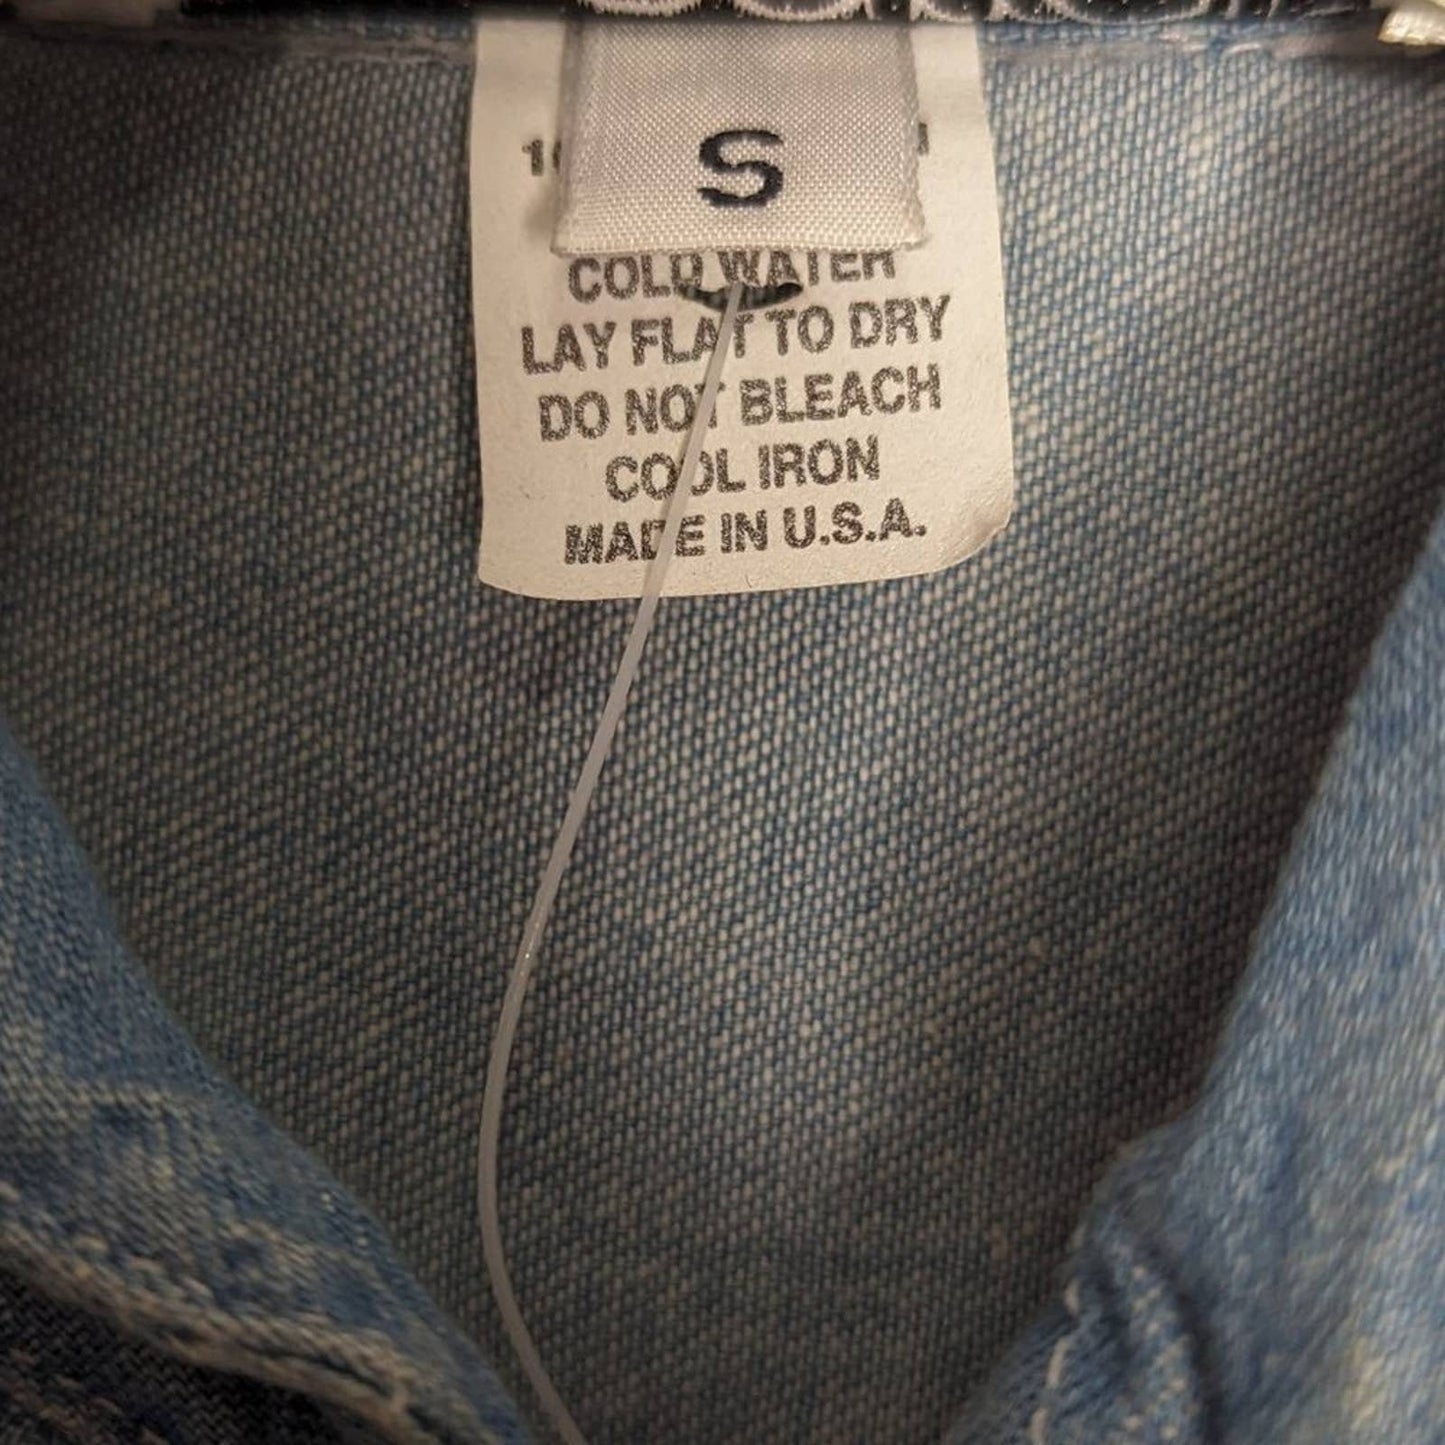 S
COLD WATER
LAY FLAT TO DRY
DO NOT BLEACH
COOL IRON
MADE IN U.S.A.